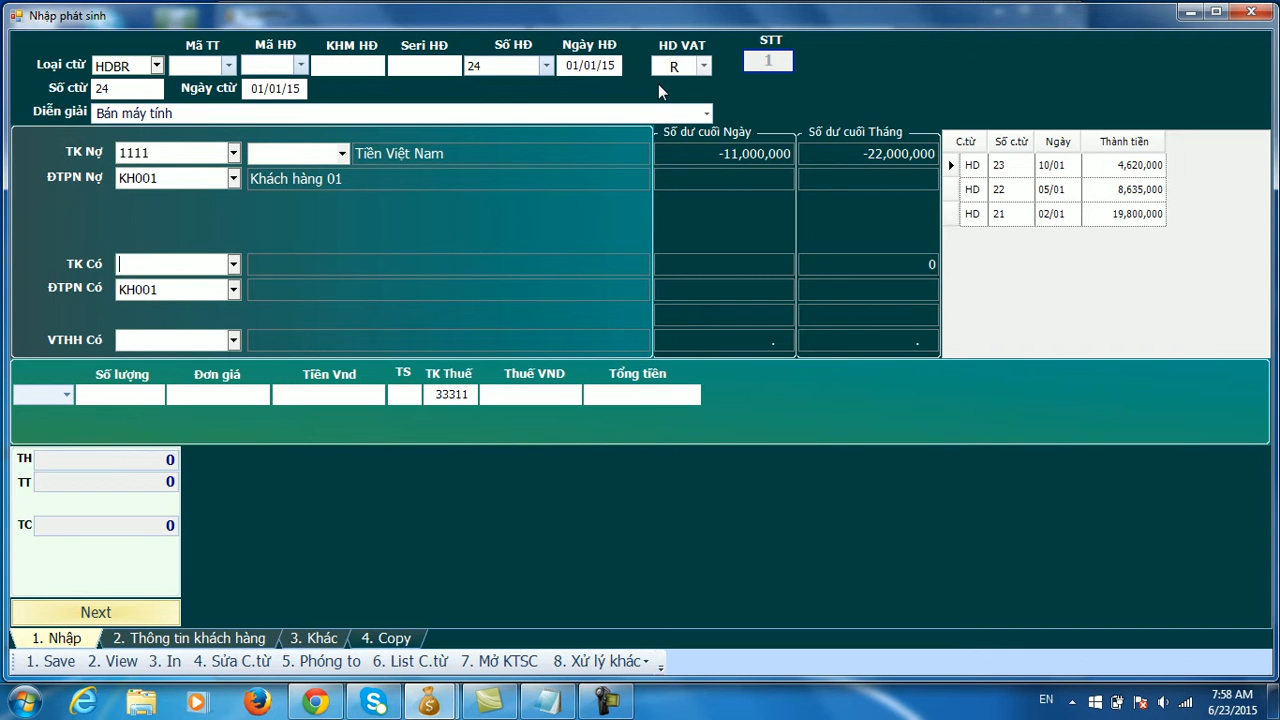 Nhập phát sinh
Mã TT Mã HĐ KHM HĐ Seri HĐ Số HĐ Ngày HĐ HD VAT STT
Loại ctừ HDBR 24 01/01/15 R 1
Số ctừ 24 Ngày ctừ 01/01/15
Diễn giải Bán máy tính
Số dư cuối Ngày Số dư cuối Tháng
TK Nợ 1111 Tiền Việt Nam -11,000,000 -22,000,000
ĐTPN Nợ KH001 Khách hàng 01
TK Có 0
ĐTPN Có KH001
VTHH Có . .
C.từ Số c.từ Ngày Thành tiền
HD 23 10/01 4,620,000
HD 22 05/01 8,635,000
HD 21 02/01 19,800,000
Số lượng Đơn giá Tiền Vnd TS TK Thuế Thuế VND Tổng tiền
33311
TH 0
TT 0
TC 0
Next
1. Nhập 2. Thông tin khách hàng 3. Khác 4. Copy
1. Save 2. View 3. In 4. Sửa C.từ 5. Phóng to 6. List C.từ 7. Mở KTSC 8. Xử lý khác
EN 7:58 AM
6/23/2015